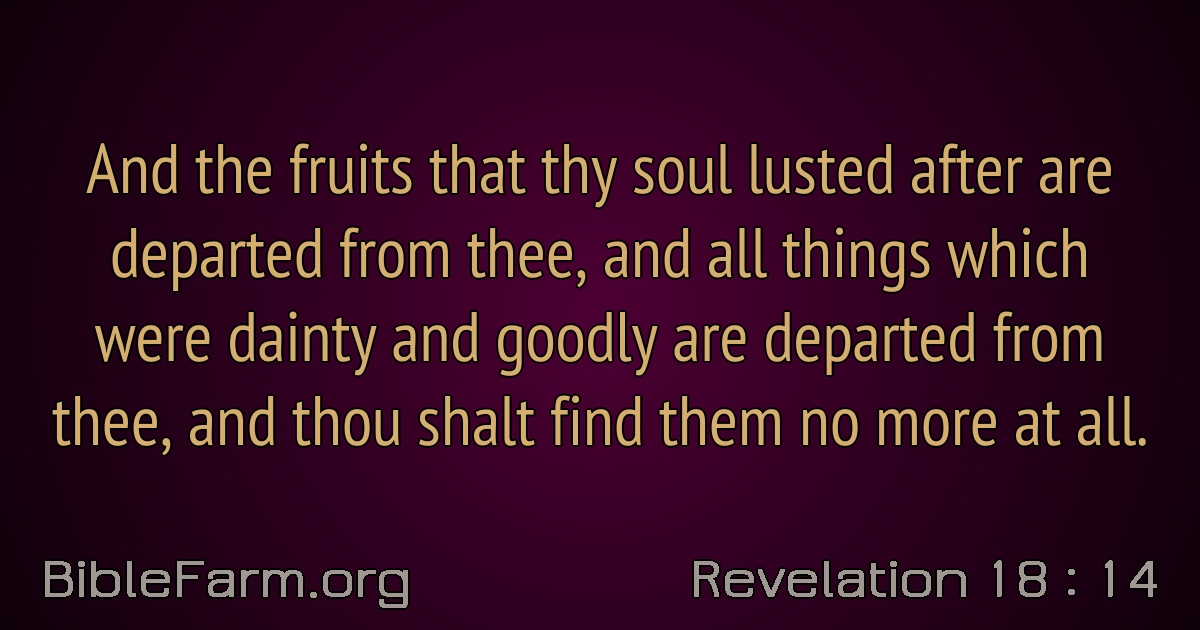 And the fruits that thy soul lusted after are
departed from thee, and all things which
were dainty and goodly are departed from
thee, and thou shalt find them no more at all.
BibleFarm.org
Revelation 18 : 14